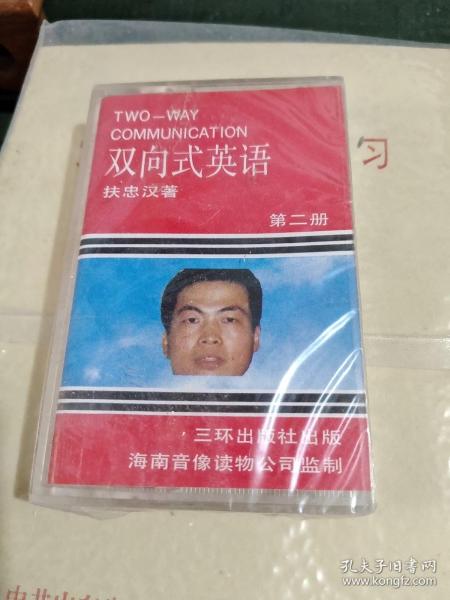 TWO—WAY
COMMUNICATION
双向式英语
扶忠汉著
习
第二册
三环出版社出版
海南音像读物公司监制
孔夫子旧书网
www.kongfz.com